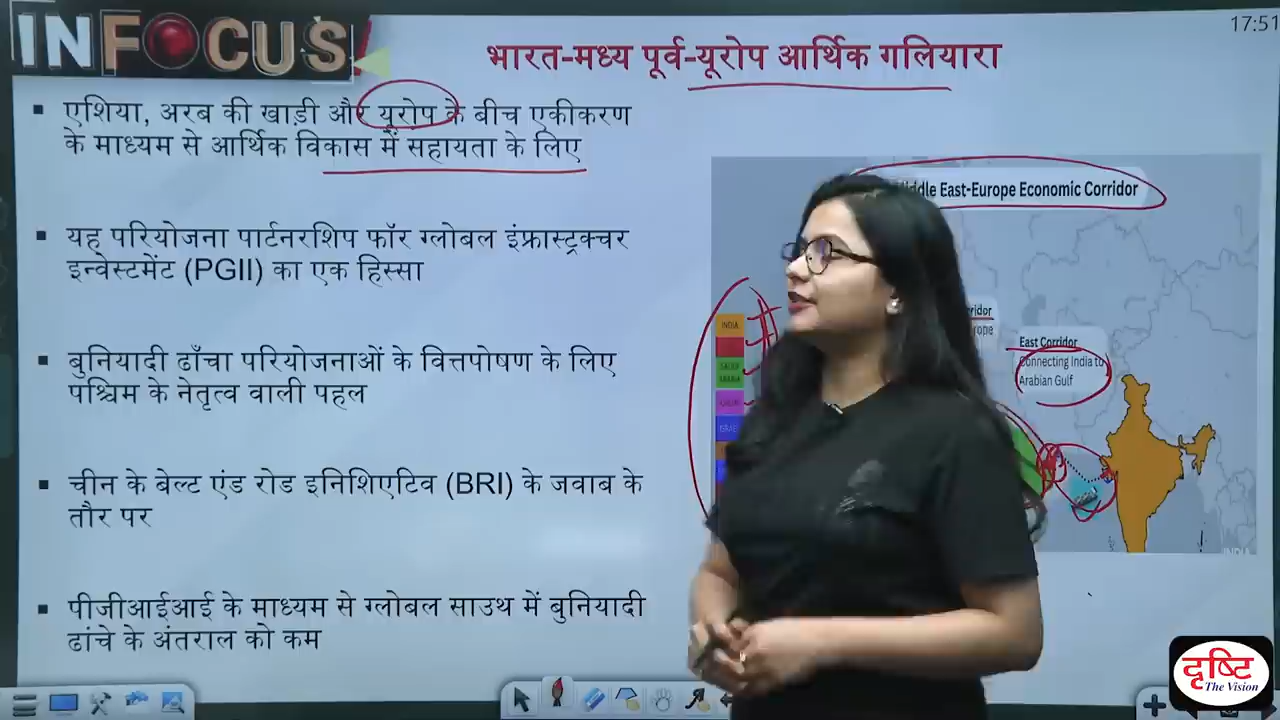 INFOCUS
17:51
भारत-मध्य पूर्व-यूरोप आर्थिक गलियारा
▪ एशिया, अरब की खाड़ी और यूरोप के बीच एकीकरण
के माध्यम से आर्थिक विकास में सहायता के लिए
▪ यह परियोजना पार्टनरशिप फॉर ग्लोबल इंफ्रास्ट्रक्चर
इन्वेस्टमेंट (PGII) का एक हिस्सा
▪ बुनियादी ढाँचा परियोजनाओं के वित्तपोषण के लिए
पश्चिम के नेतृत्व वाली पहल
▪ चीन के बेल्ट एंड रोड इनिशिएटिव (BRI) के जवाब के
तौर पर
▪ पीजीआईआई के माध्यम से ग्लोबल साउथ में बुनियादी
ढांचे के अंतराल को कम
East-Europe Economic Corridor
INDIA
SAUDI
ARABIA
East Corridor
Connecting India to
Arabian Gulf
दृष्टि
The Vision